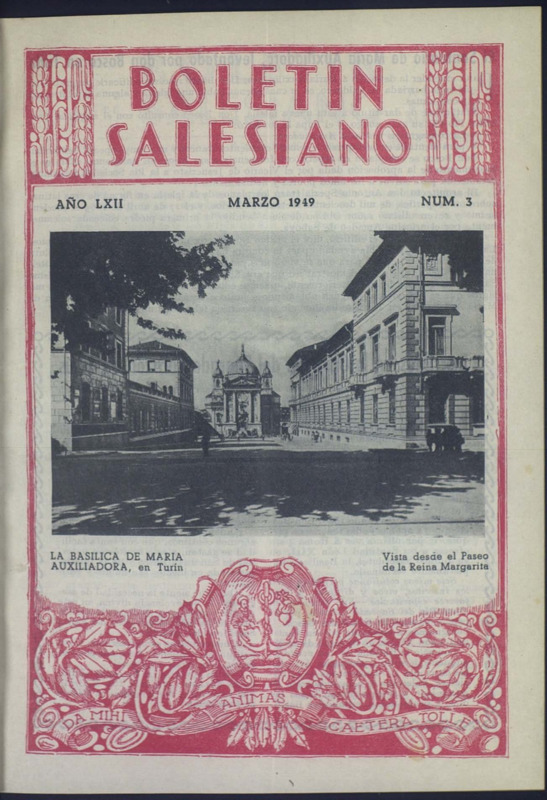 BOLETIN
SALESIANO
AÑO LXII MARZO 1949 NUM. 3
LA BASILICA DE MARIA
AUXILIADORA, en Turín
Vista desde el Paseo
de la Reina Margarita
DA MIHI ANIMAS CAETERA TOLLE